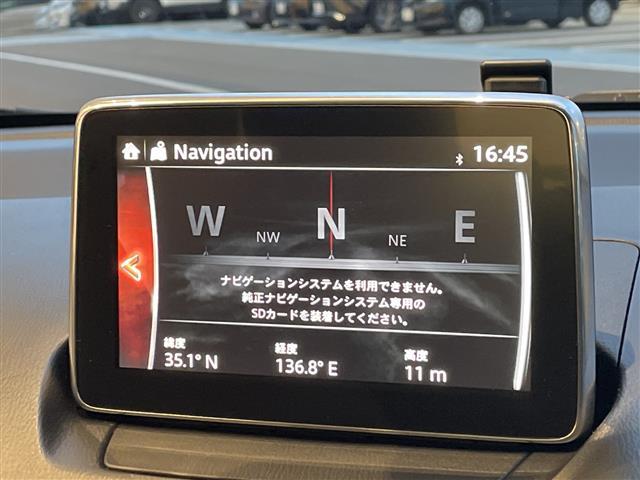 Navigation
16:45
W NW N NE E
ナビゲーションシステムを利用できません。
純正ナビゲーションシステム専用の
SDカードを装着してください。
緯度 経度 高度
35.1° N 136.8° E 11 m